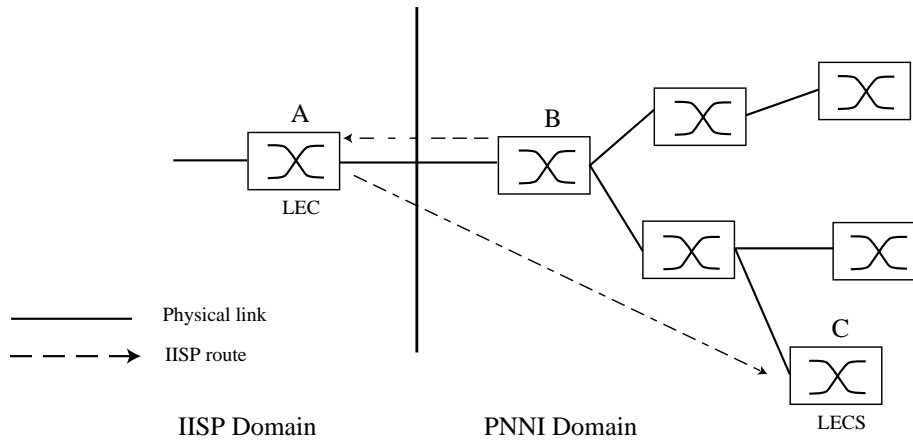 A
B
LEC
Physical link
IISP route
C
LECS
IISP Domain
PNNI Domain